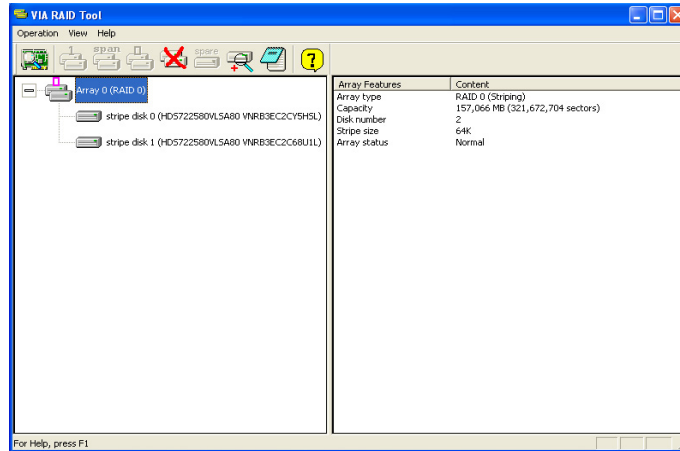 VIA RAID Tool
Operation View Help
1 span 0 spare ?
Array 0 (RAID 0)
stripe disk 0 (HDS722580VLSA80 VNRB3EC2CY5HSL)
stripe disk 1 (HDS722580VLSA80 VNRB3EC2C68U1L)
Array Features Content
Array type RAID 0 (Striping)
Capacity 157,066 MB (321,672,704 sectors)
Disk number 2
Stripe size 64K
Array status Normal
For Help, press F1